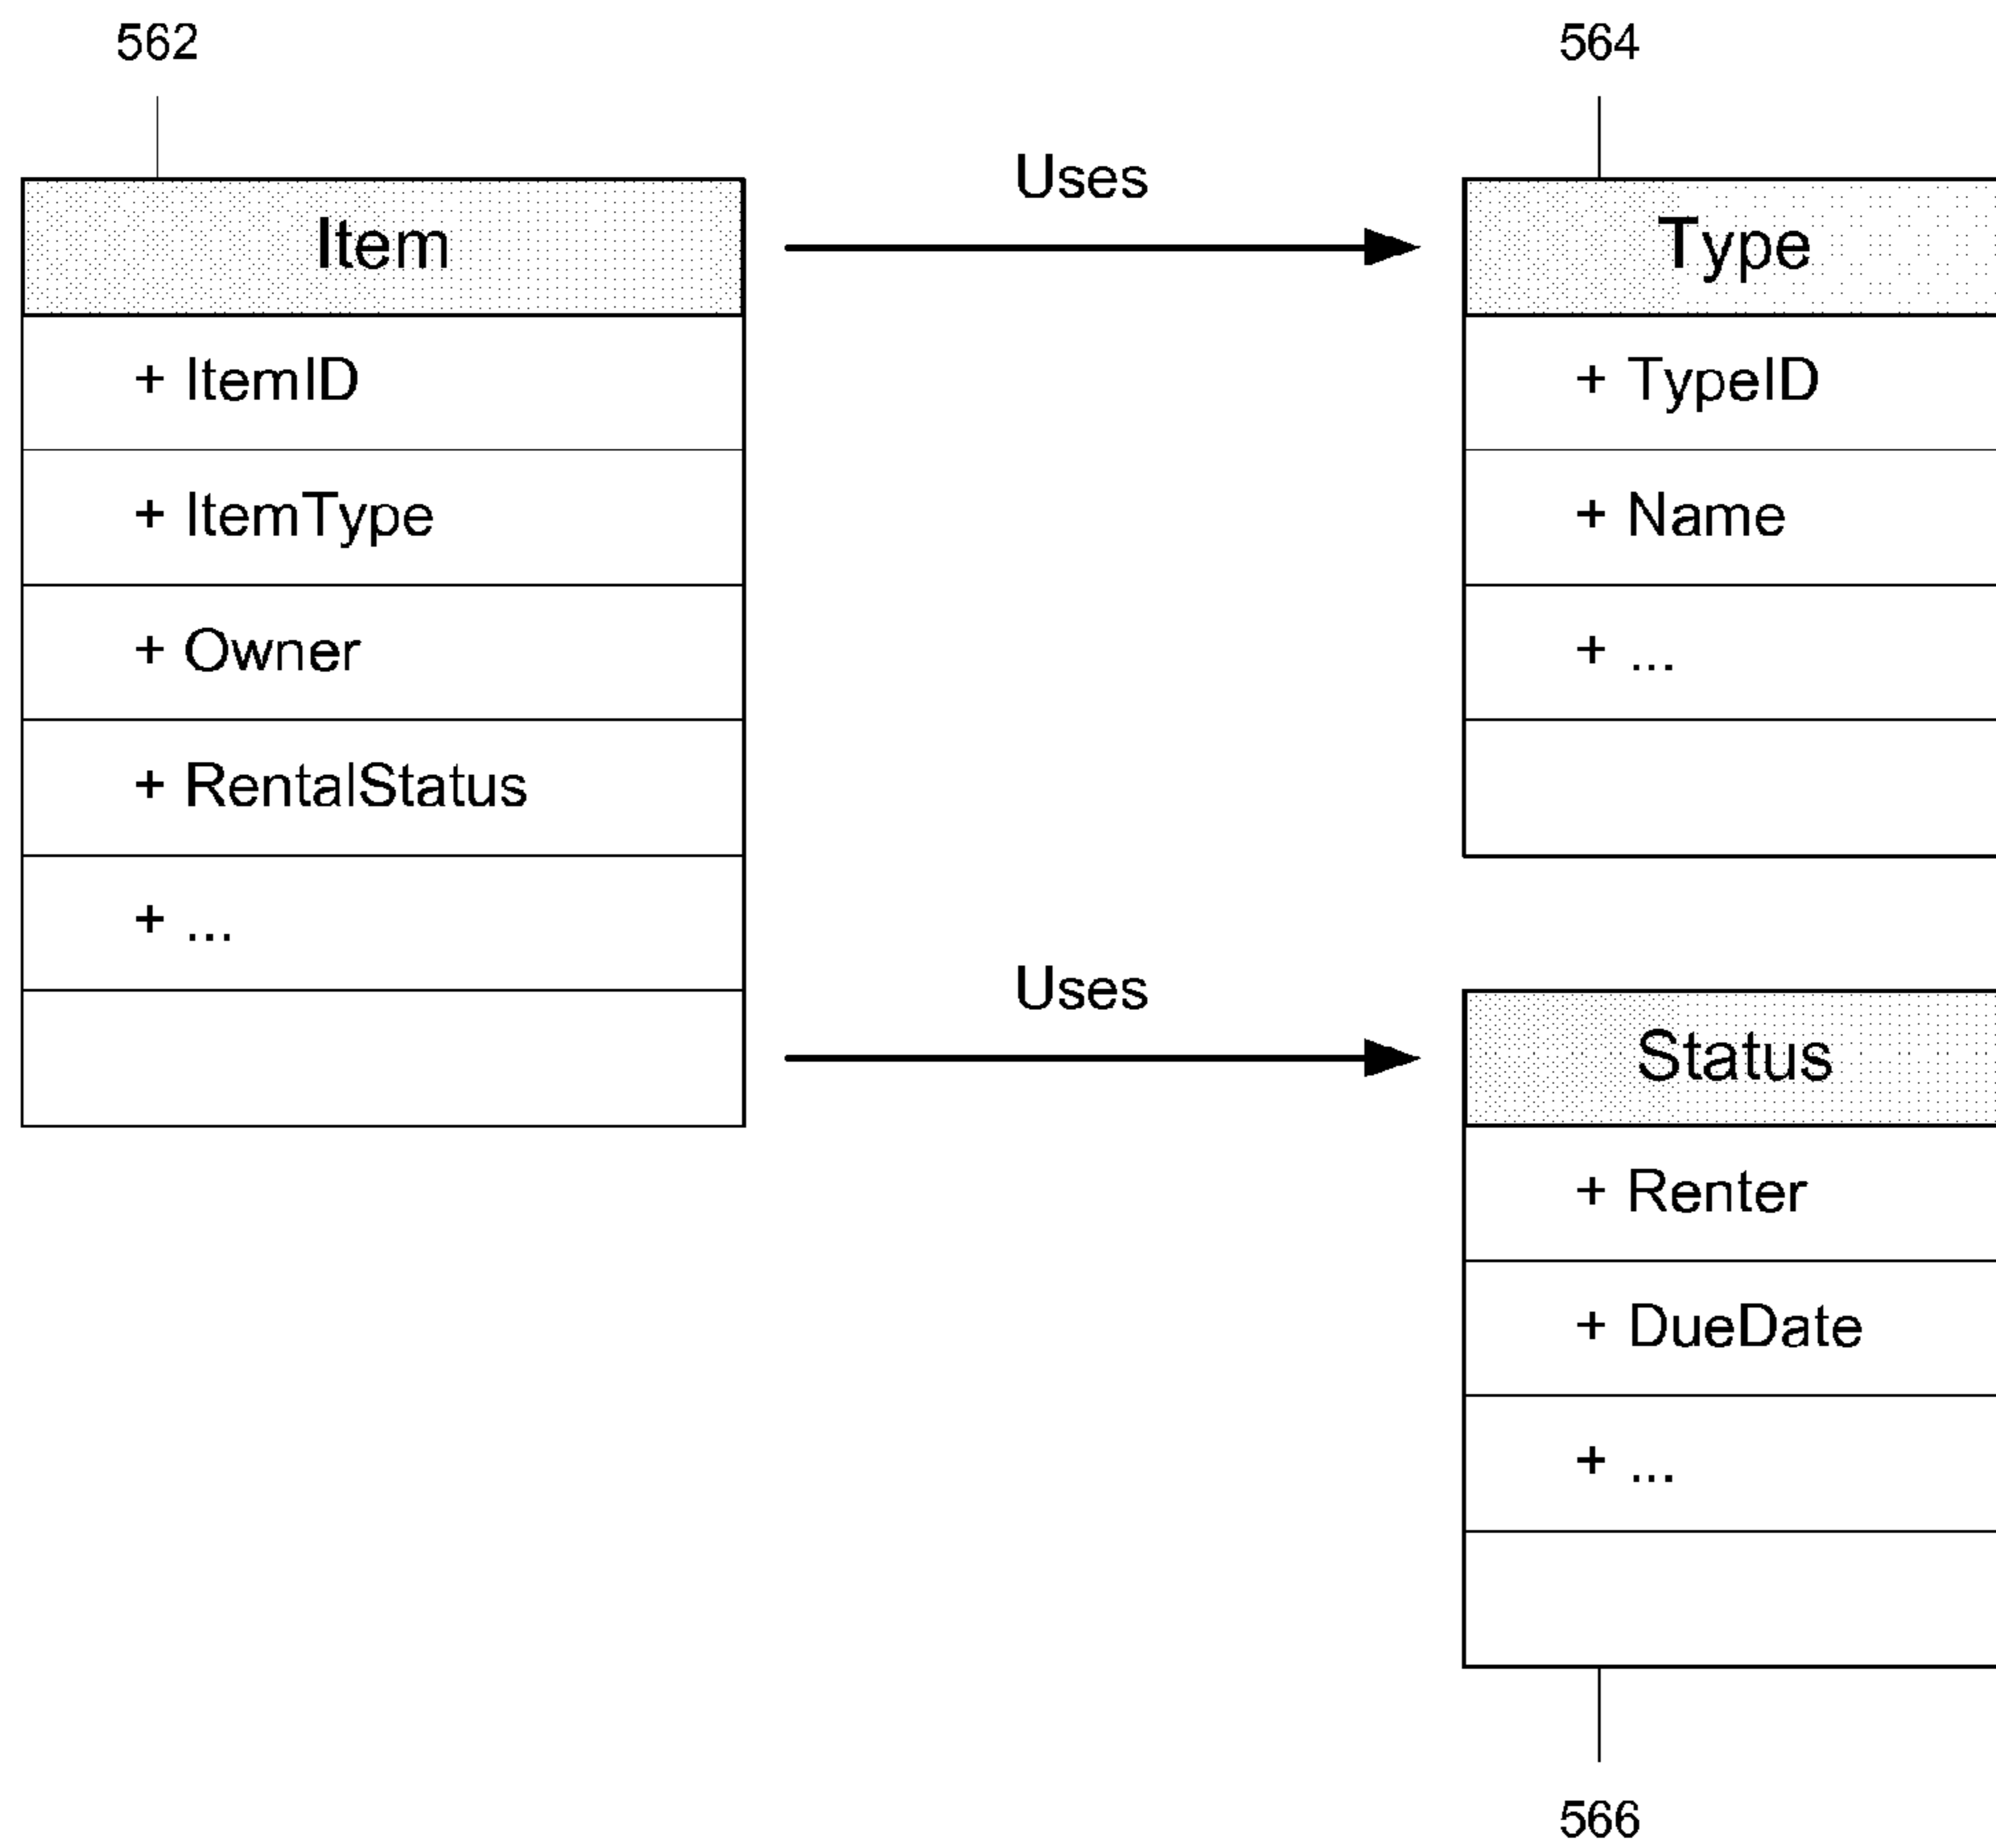 562
Item
+ ItemID
+ ItemType
+ Owner
+ RentalStatus
+ ...
Uses
Uses
564
Type
+ TypeID
+ Name
+ ...
Status
+ Renter
+ DueDate
+ ...
566